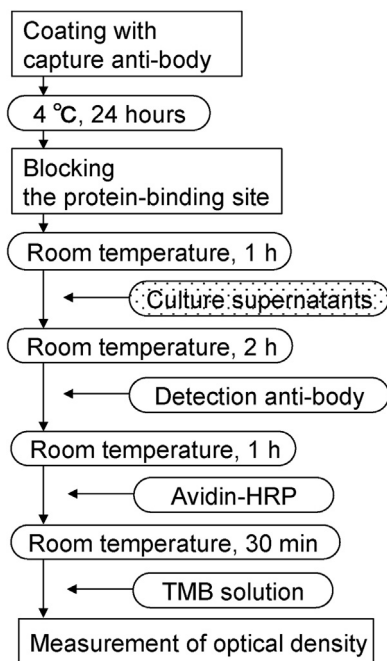 Coating with
capture anti-body
4 ℃, 24 hours
Blocking
the protein-binding site
Room temperature, 1 h
Culture supernatants
Room temperature, 2 h
Detection anti-body
Room temperature, 1 h
Avidin-HRP
Room temperature, 30 min
TMB solution
Measurement of optical density